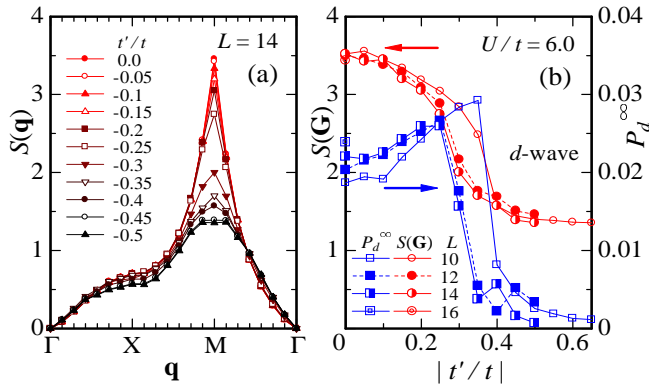 t'/t
L = 14
0.0
-0.05
-0.1
-0.15
-0.2
-0.25
-0.3
-0.35
-0.4
-0.45
-0.5
(a)
S(q)
4
3
2
1
0
Γ X M Γ
q
U / t = 6.0
(b)
d-wave
S(G)
4
3
2
1
0
P_d^∞
0.04
0.03
0.02
0.01
0
P_d^∞ S(G) L
10
12
14
16
0 0.2 0.4 0.6
| t'/ t |